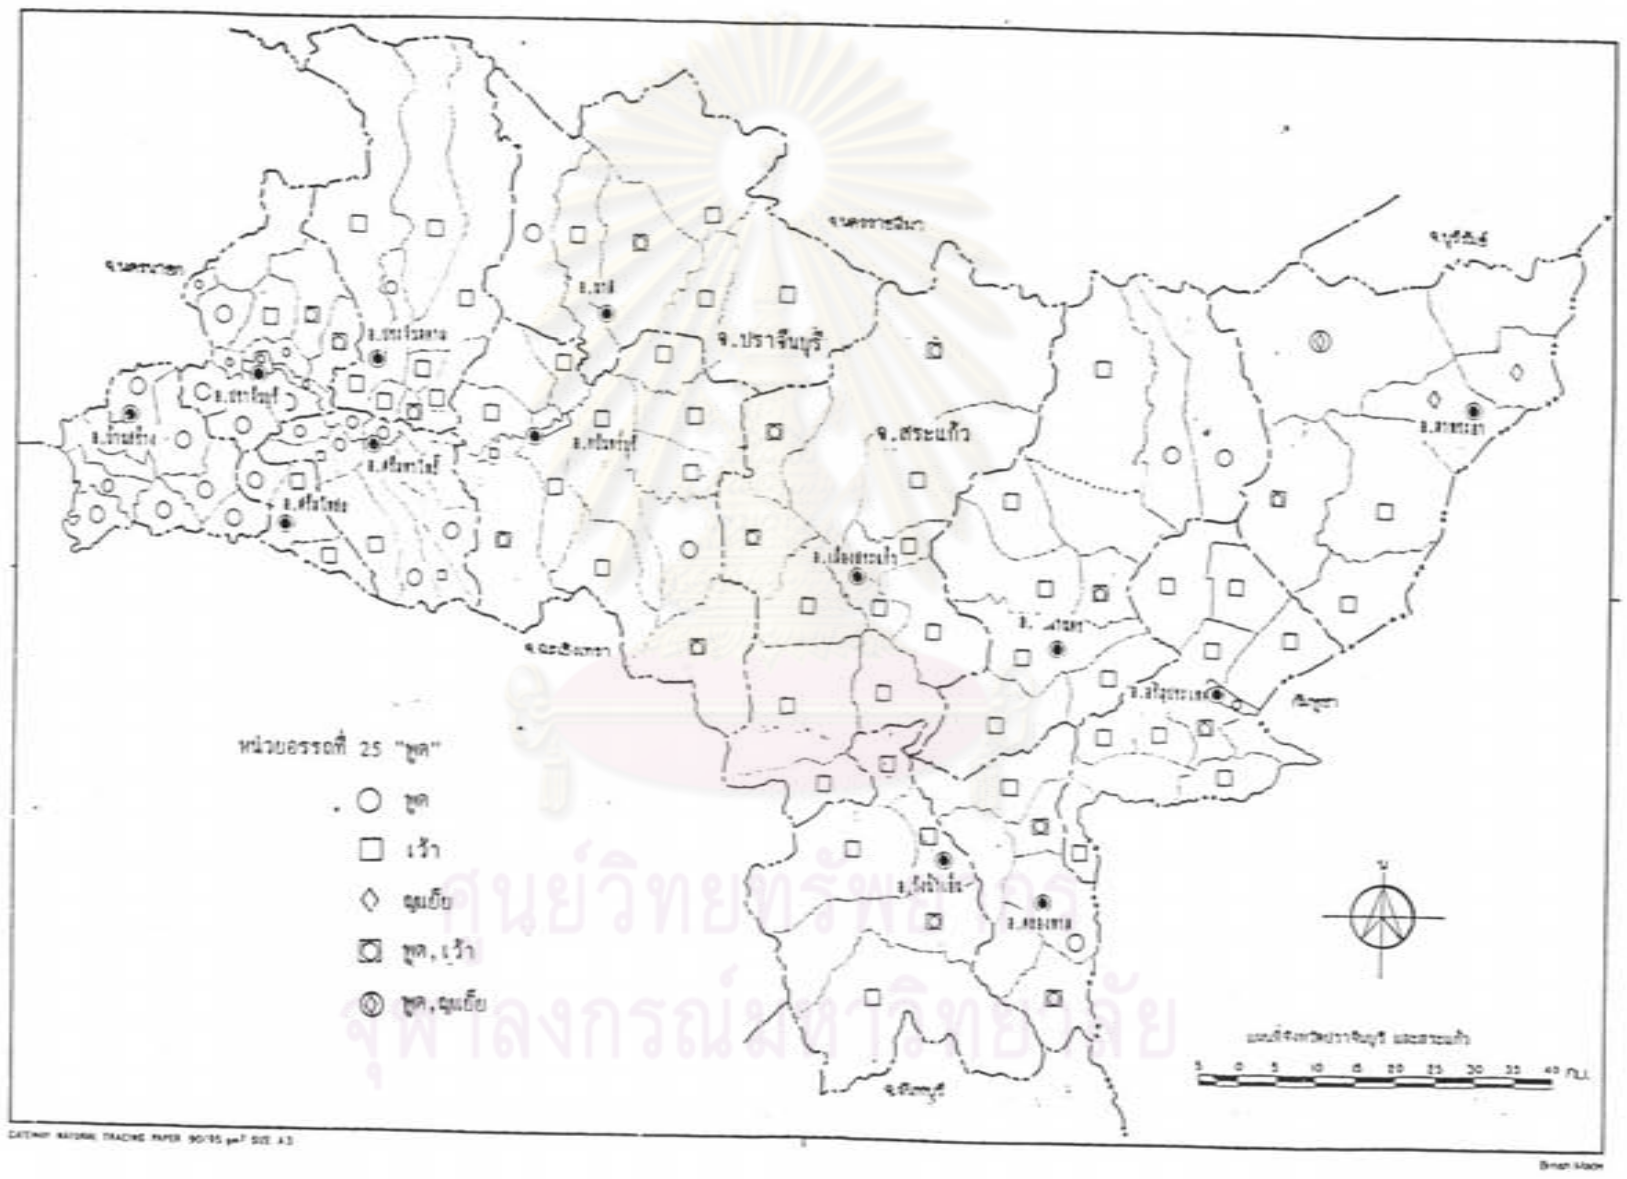 จ.นครราชสีมา
จ.บุรีรัมย์
จ.นครนายก
อ.นาดี
อ.ประจันตคาม
จ.ปราจีนบุรี
อ.ปราจีนบุรี
อ.บ้านสร้าง
อ.กบินทร์บุรี
จ.สระแก้ว
อ.ตาพระยา
อ.ศรีมหาโพธิ์
อ.ศรีมโหสถ
อ.เมืองสระแก้ว
จ.ฉะเชิงเทรา
อ.อรัญประเทศ
กัมพูชา
หน่วยอรรถที่ 25 "พูด"
พูด
เว้า
พูด,เว้า
อ.วังน้ำเย็น
อ.คลองหาด
ศูนย์วิทยทรัพยากร
จุฬาลงกรณ์มหาวิทยาลัย
น
แผนที่จังหวัดปราจีนบุรี และสระแก้ว
5 0 5 10 15 20 25 30 35 40 กม.
จ.จันทบุรี
GATEWAY NATURAL TRACING PAPER 90/95 gm² SIZE A3